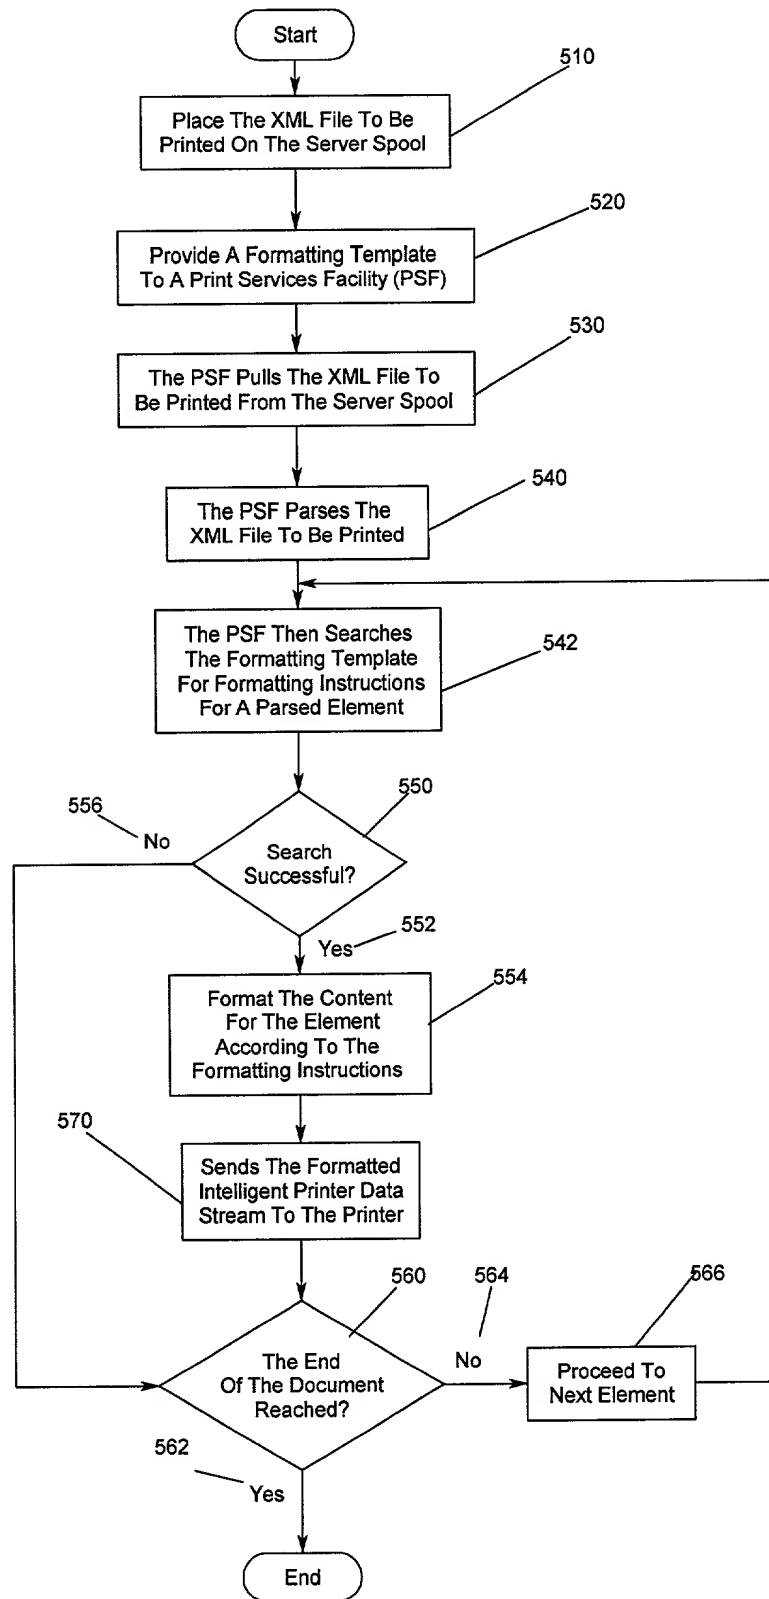 Start
510
Place The XML File To Be
Printed On The Server Spool
520
Provide A Formatting Template
To A Print Services Facility (PSF)
530
The PSF Pulls The XML File To
Be Printed From The Server Spool
540
The PSF Parses The
XML File To Be Printed
The PSF Then Searches
The Formatting Template
For Formatting Instructions
For A Parsed Element
542
556
No
550
Search
Successful?
Yes
552
Format The Content
For The Element
According To The
Formatting Instructions
554
570
Sends The Formatted
Intelligent Printer Data
Stream To The Printer
560
564
566
The End
Of The Document
Reached?
No
Proceed To
Next Element
562
Yes
End